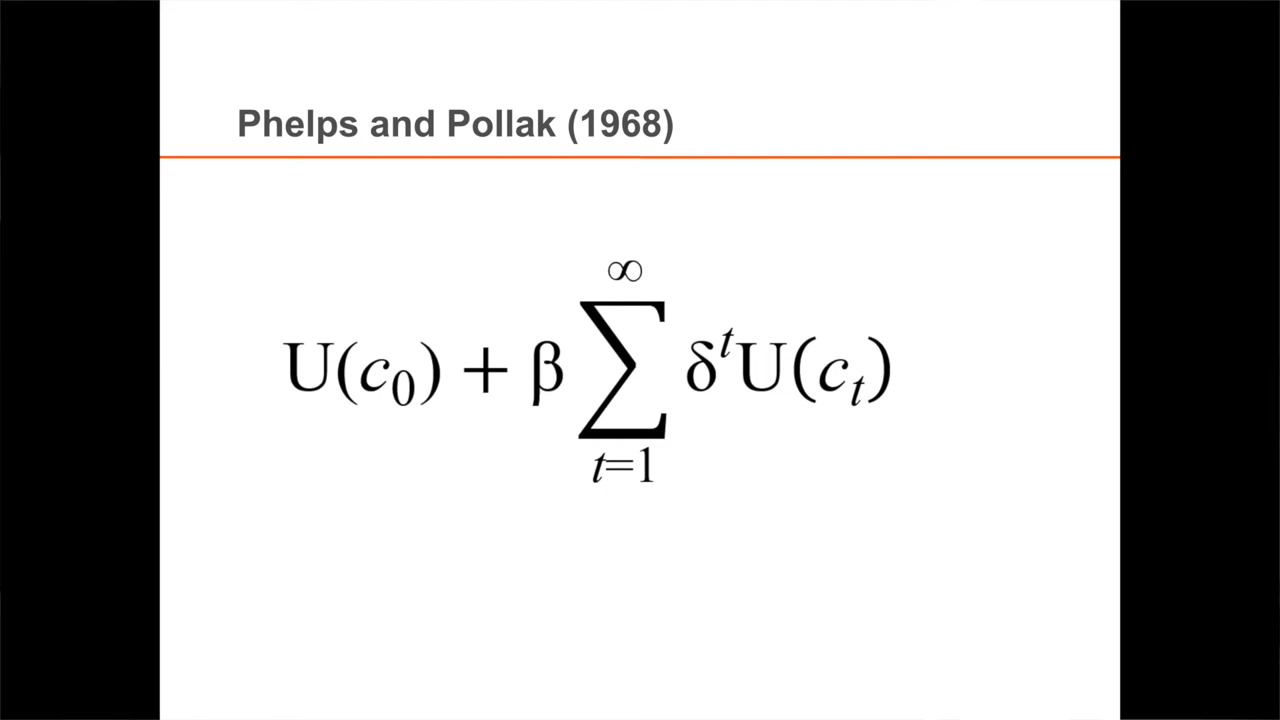 Phelps and Pollak (1968)
U(c₀) + β ∑_{t=1}^{∞} δᵗU(cₜ)